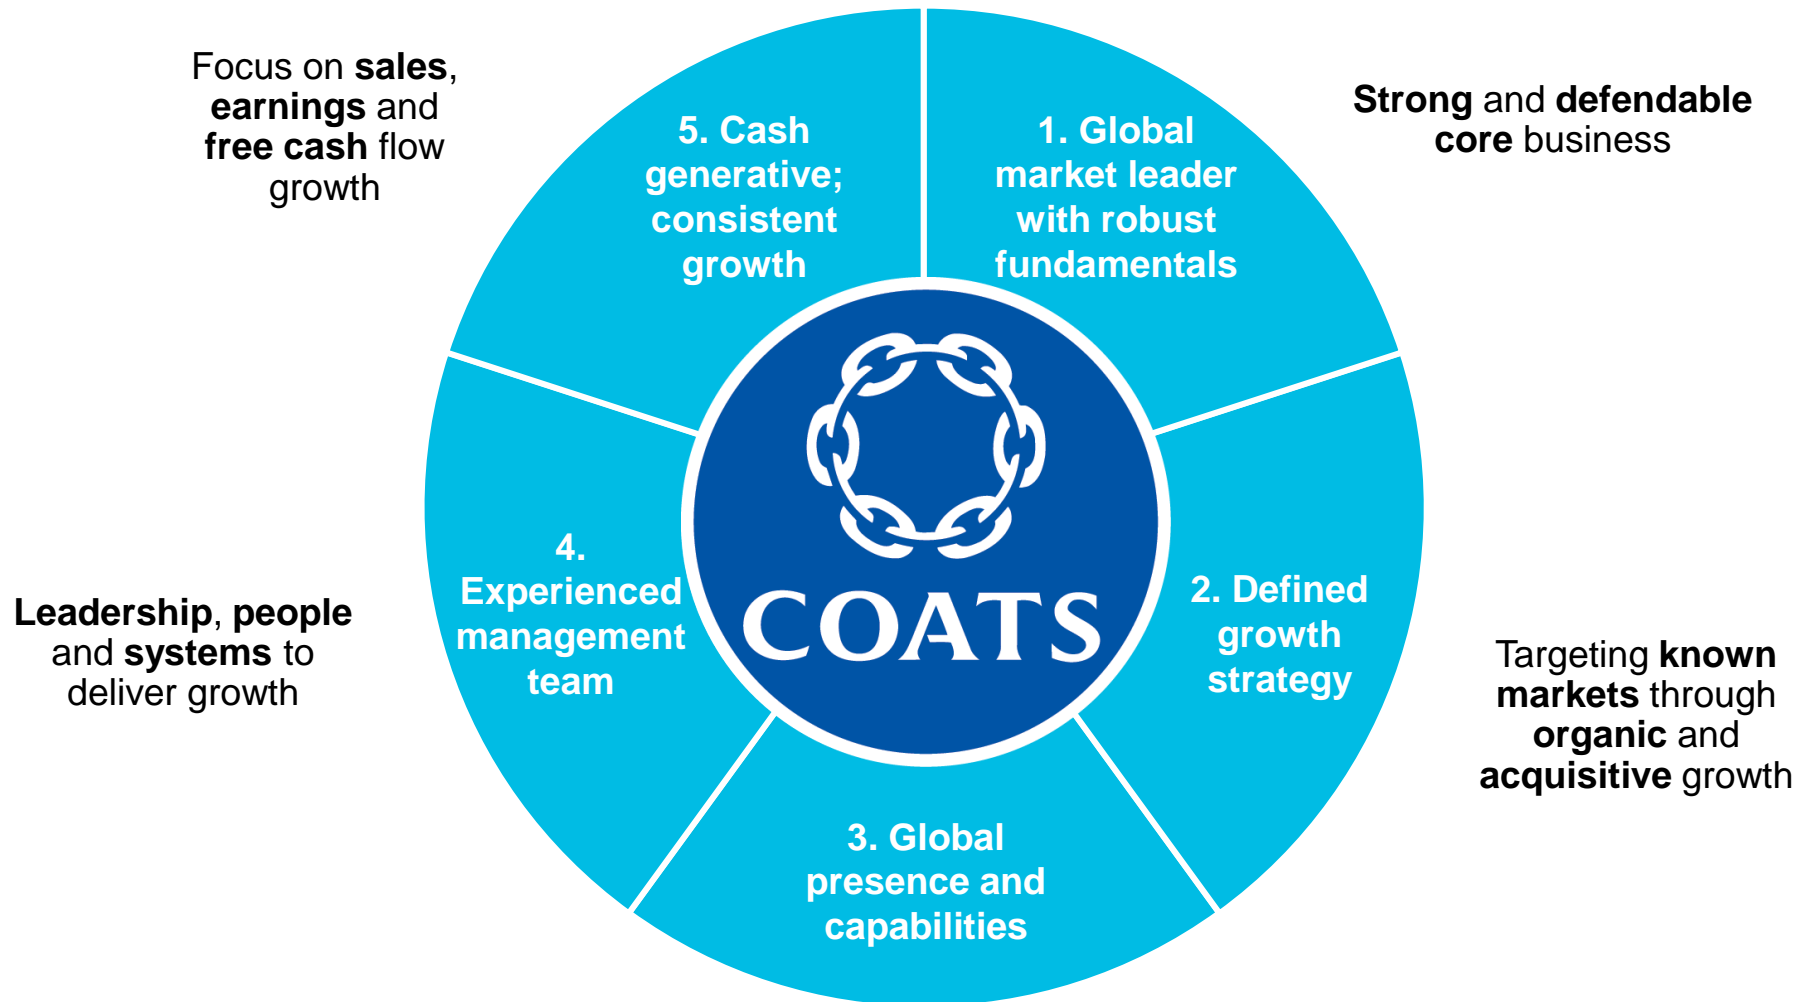 Focus on sales,
earnings and
free cash flow
growth
5. Cash
generative;
consistent
growth
1. Global
market leader
with robust
fundamentals
Strong and defendable
core business
Leadership, people
and systems to
deliver growth
4.
Experienced
management
team
COATS
2. Defined
growth
strategy
Targeting known
markets through
organic and
acquisitive growth
3. Global
presence and
capabilities